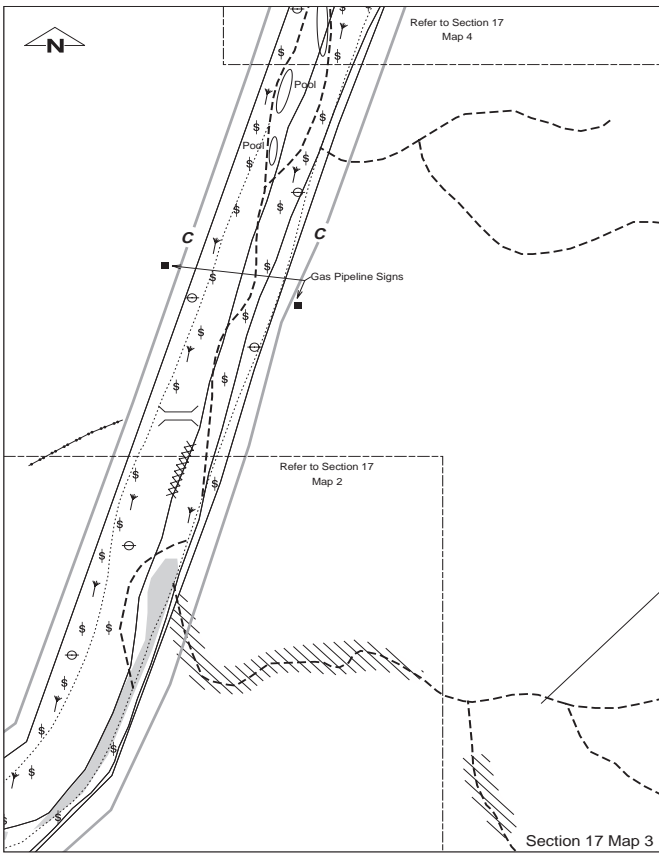 Refer to Section 17
Map 4
N
Pool
Pool
C
C
Gas Pipeline Signs
Refer to Section 17
Map 2
Section 17 Map 3